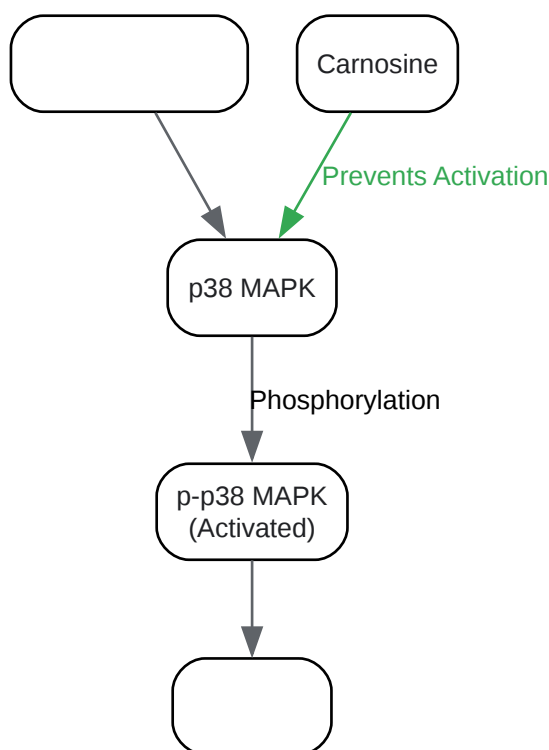 Carnosine
Prevents Activation
p38 MAPK
Phosphorylation
p-p38 MAPK
(Activated)